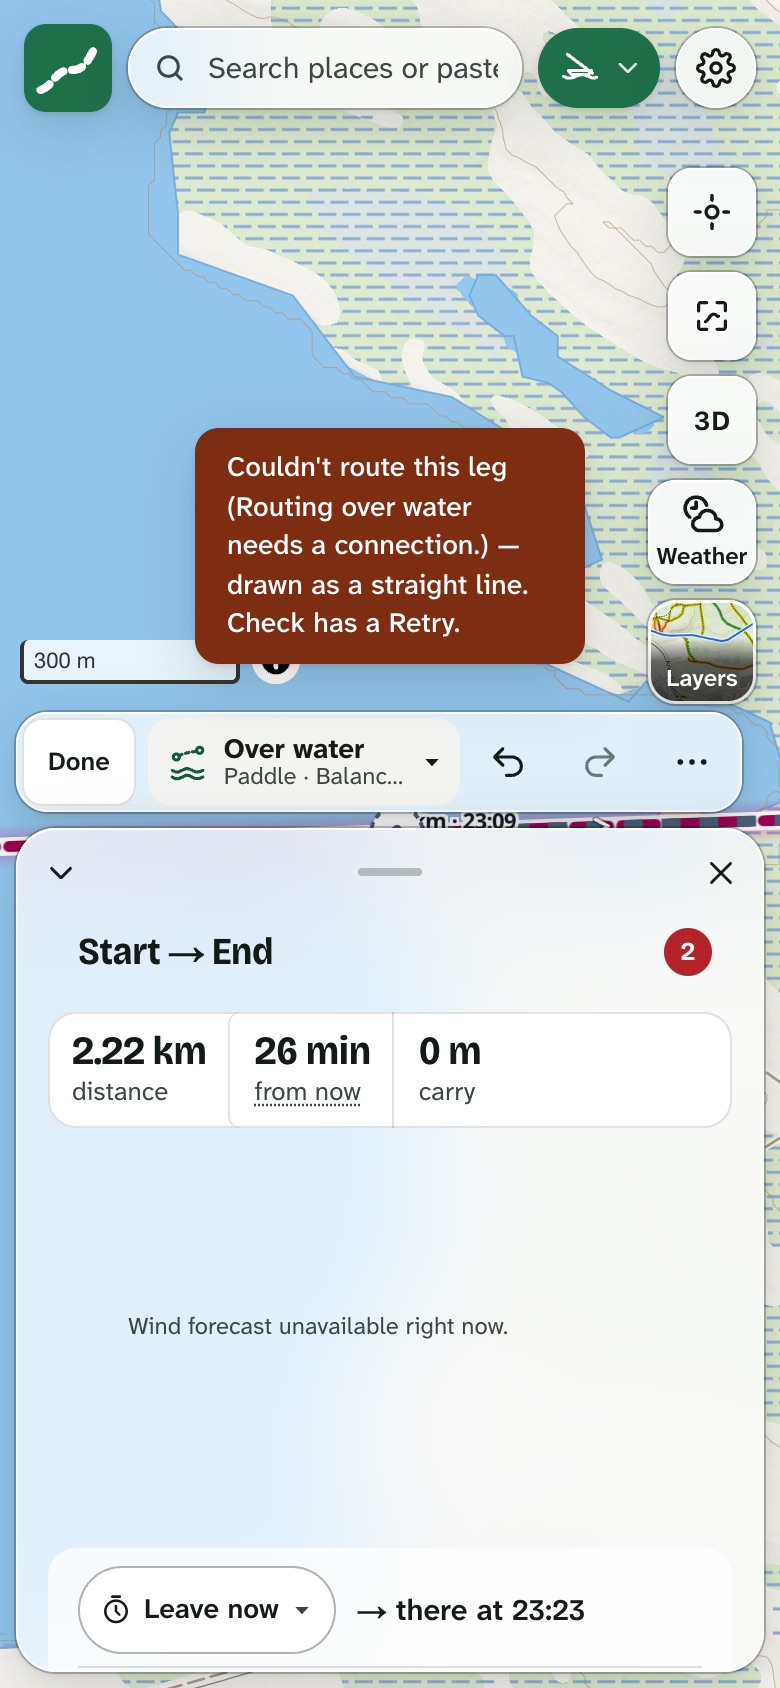 Search places or paste
3D
Weather
Layers
Couldn't route this leg
(Routing over water
needs a connection.) —
drawn as a straight line.
Check has a Retry.
300 m
Done
Over water
Paddle · Balanc...
km · 23:09
Start → End
2
2.22 km
distance
26 min
from now
0 m
carry
Wind forecast unavailable right now.
Leave now
→ there at 23:23